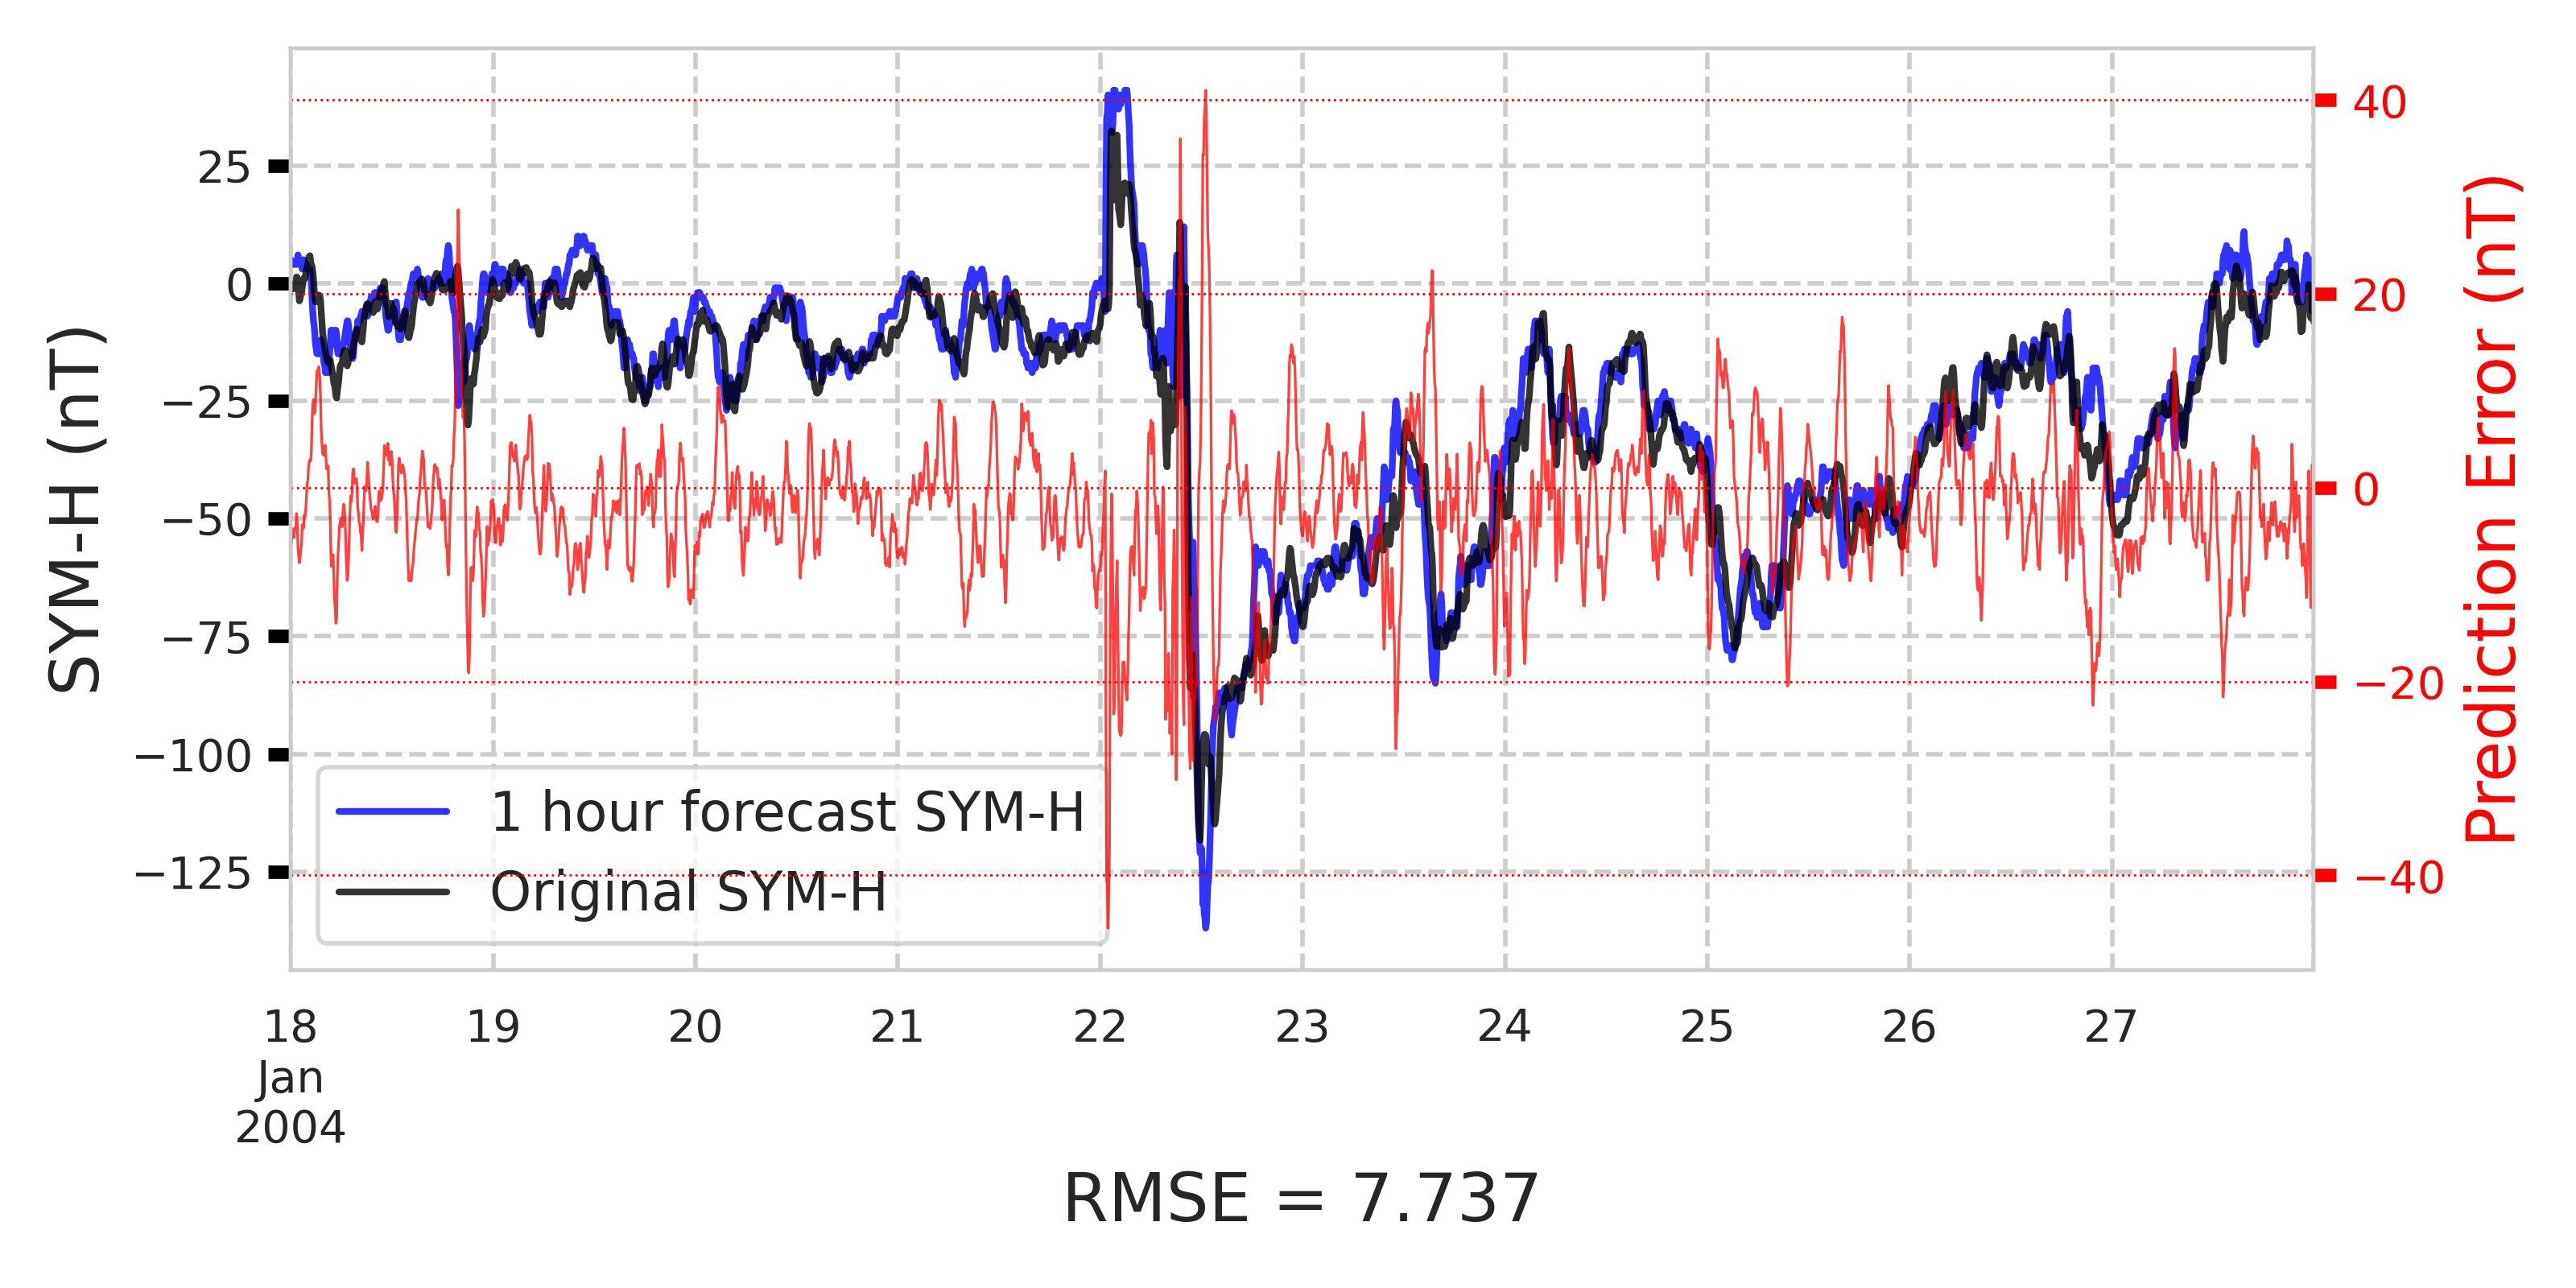 SYM-H (nT)
25
0
−25
−50
−75
−100
−125
1 hour forecast SYM-H
Original SYM-H
40
20
0
−20
−40
Prediction Error (nT)
18 19 20 21 22 23 24 25 26 27
Jan
2004
RMSE = 7.737